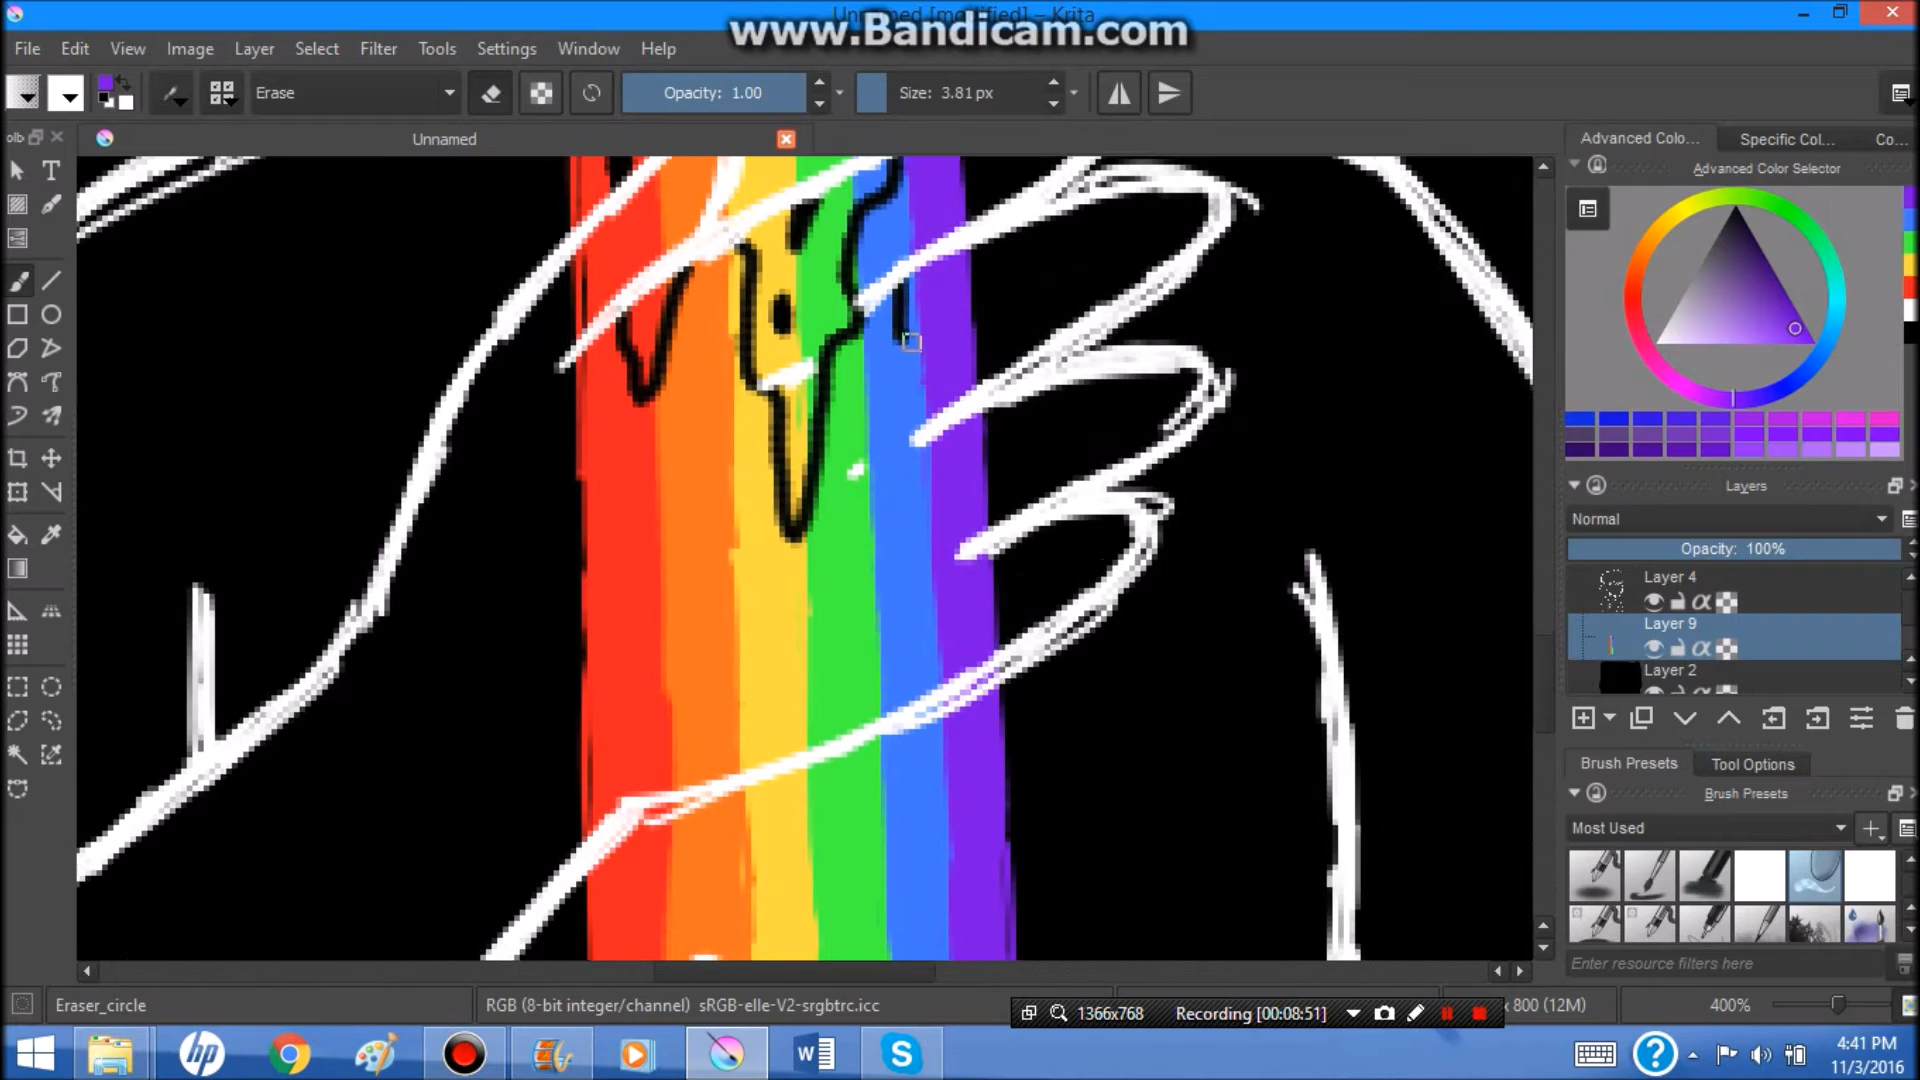 Unnamed [modified] – Krita
www.Bandicam.com
File Edit View Image Layer Select Filter Tools Settings Window Help
Erase Opacity: 1.00 Size: 3.81 px
Unnamed
Advanced Colo... Specific Col... Co...
Advanced Color Selector
Layers
Normal
Opacity: 100%
Layer 4
Layer 9
Layer 2
Brush Presets Tool Options
Brush Presets
Most Used
Enter resource filters here
Eraser_circle RGB (8-bit integer/channel) sRGB-elle-V2-srgbtrc.icc 1366x768 Recording [00:08:51] x 800 (12M) 400%
4:41 PM
11/3/2016